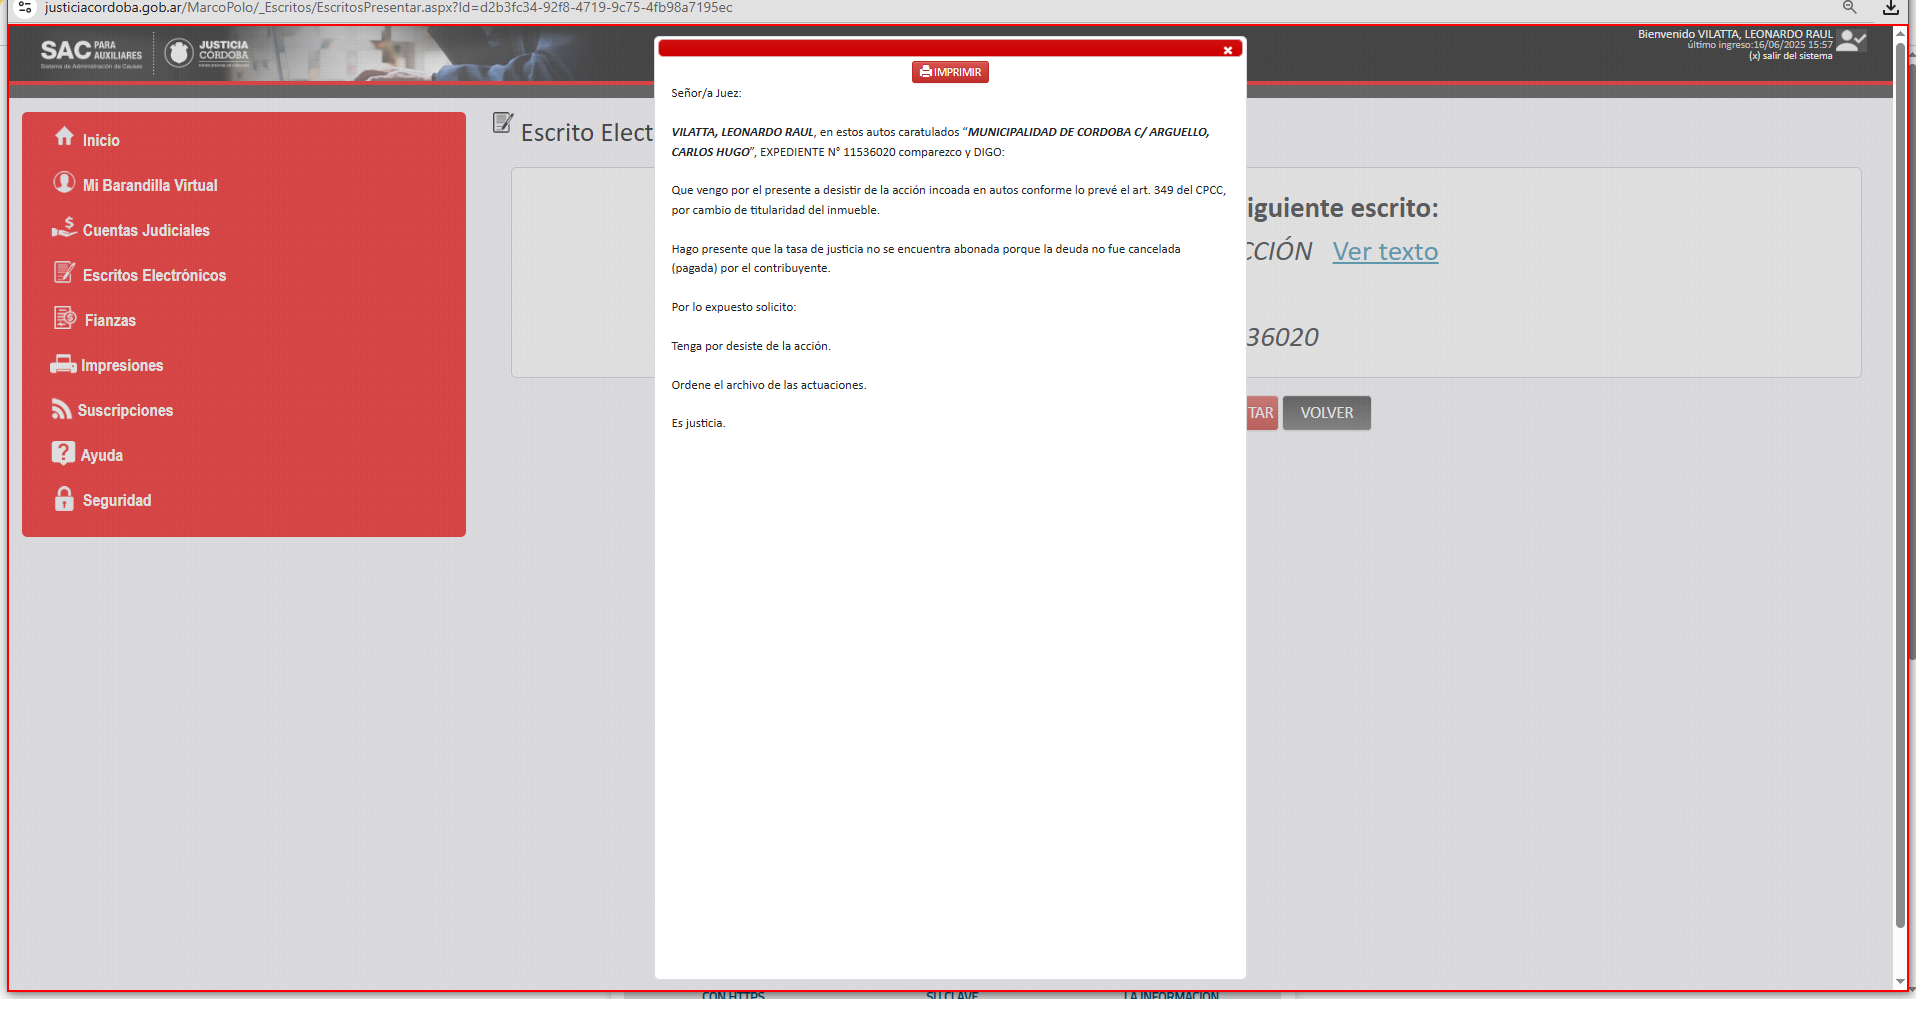 justiciacordoba.gob.ar/MarcoPolo/_Escritos/EscritosPresentar.aspx?Id=d2b3fc34-92f8-4719-9c75-4fb98a7195ec
SAC PARA AUXILIARES
Sistema de Administración de Causas
JUSTICIA CÓRDOBA
Bienvenido VILATTA, LEONARDO RAUL
último ingreso:16/06/2025 15:57
(x) salir del sistema
Inicio
Mi Barandilla Virtual
Cuentas Judiciales
Escritos Electrónicos
Fianzas
Impresiones
Suscripciones
Ayuda
Seguridad
Escrito Elect
IMPRIMIR
Señor/a Juez:
VILATTA, LEONARDO RAUL, en estos autos caratulados "MUNICIPALIDAD DE CORDOBA C/ ARGUELLO,
CARLOS HUGO", EXPEDIENTE N° 11536020 comparezco y DIGO:
Que vengo por el presente a desistir de la acción incoada en autos conforme lo prevé el art. 349 del CPCC,
por cambio de titularidad del inmueble.
Hago presente que la tasa de justicia no se encuentra abonada porque la deuda no fue cancelada
(pagada) por el contribuyente.
Por lo expuesto solicito:
Tenga por desiste de la acción.
Ordene el archivo de las actuaciones.
Es justicia.
iguiente escrito:
CCIÓN Ver texto
36020
TAR VOLVER
CON HTTPS SU CLAVE LA INFORMACION